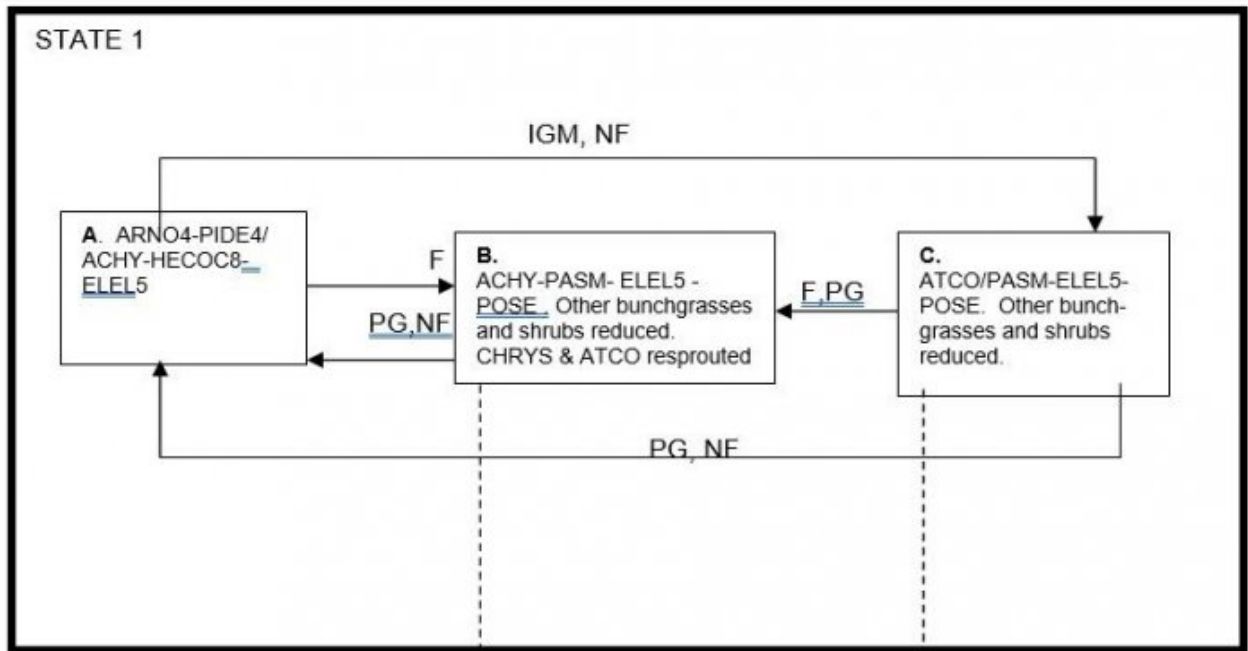 STATE 1
IGM, NF
A. ARNO4-PIDE4/
ACHY-HECOC8-
ELEL5
F
PG,NF
B.
ACHY-PASM- ELEL5 -
POSE . Other bunchgrasses
and shrubs reduced.
CHRYS & ATCO resprouted
F,PG
C.
ATCO/PASM-ELEL5-
POSE. Other bunch-
grasses and shrubs
reduced.
PG, NF